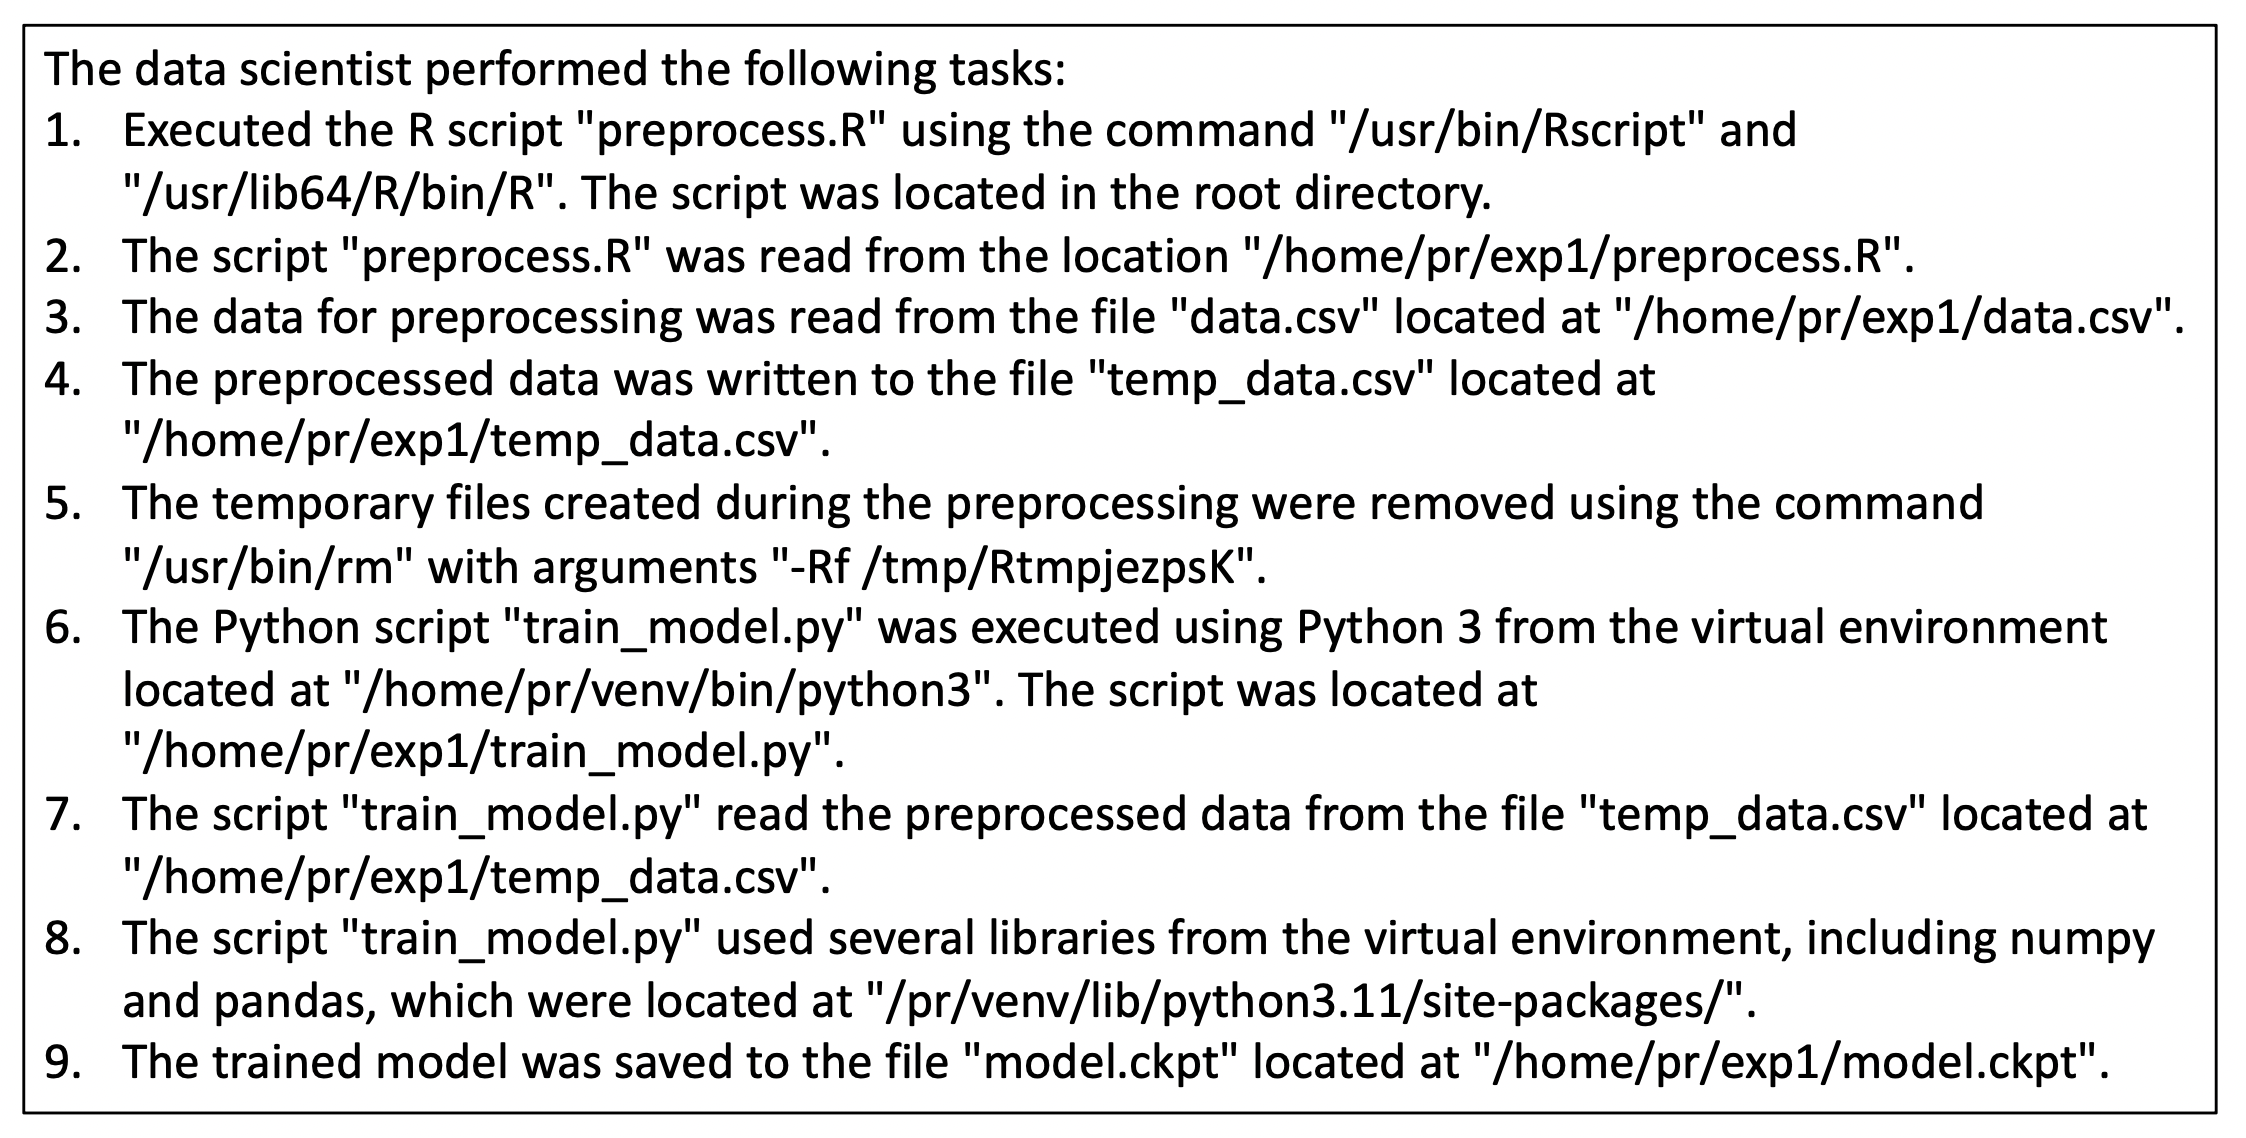 The data scientist performed the following tasks:
1. Executed the R script "preprocess.R" using the command "/usr/bin/Rscript" and
"/usr/lib64/R/bin/R". The script was located in the root directory.
2. The script "preprocess.R" was read from the location "/home/pr/exp1/preprocess.R".
3. The data for preprocessing was read from the file "data.csv" located at "/home/pr/exp1/data.csv".
4. The preprocessed data was written to the file "temp_data.csv" located at
"/home/pr/exp1/temp_data.csv".
5. The temporary files created during the preprocessing were removed using the command
"/usr/bin/rm" with arguments "-Rf /tmp/RtmpjezpsK".
6. The Python script "train_model.py" was executed using Python 3 from the virtual environment
located at "/home/pr/venv/bin/python3". The script was located at
"/home/pr/exp1/train_model.py".
7. The script "train_model.py" read the preprocessed data from the file "temp_data.csv" located at
"/home/pr/exp1/temp_data.csv".
8. The script "train_model.py" used several libraries from the virtual environment, including numpy
and pandas, which were located at "/pr/venv/lib/python3.11/site-packages/".
9. The trained model was saved to the file "model.ckpt" located at "/home/pr/exp1/model.ckpt".